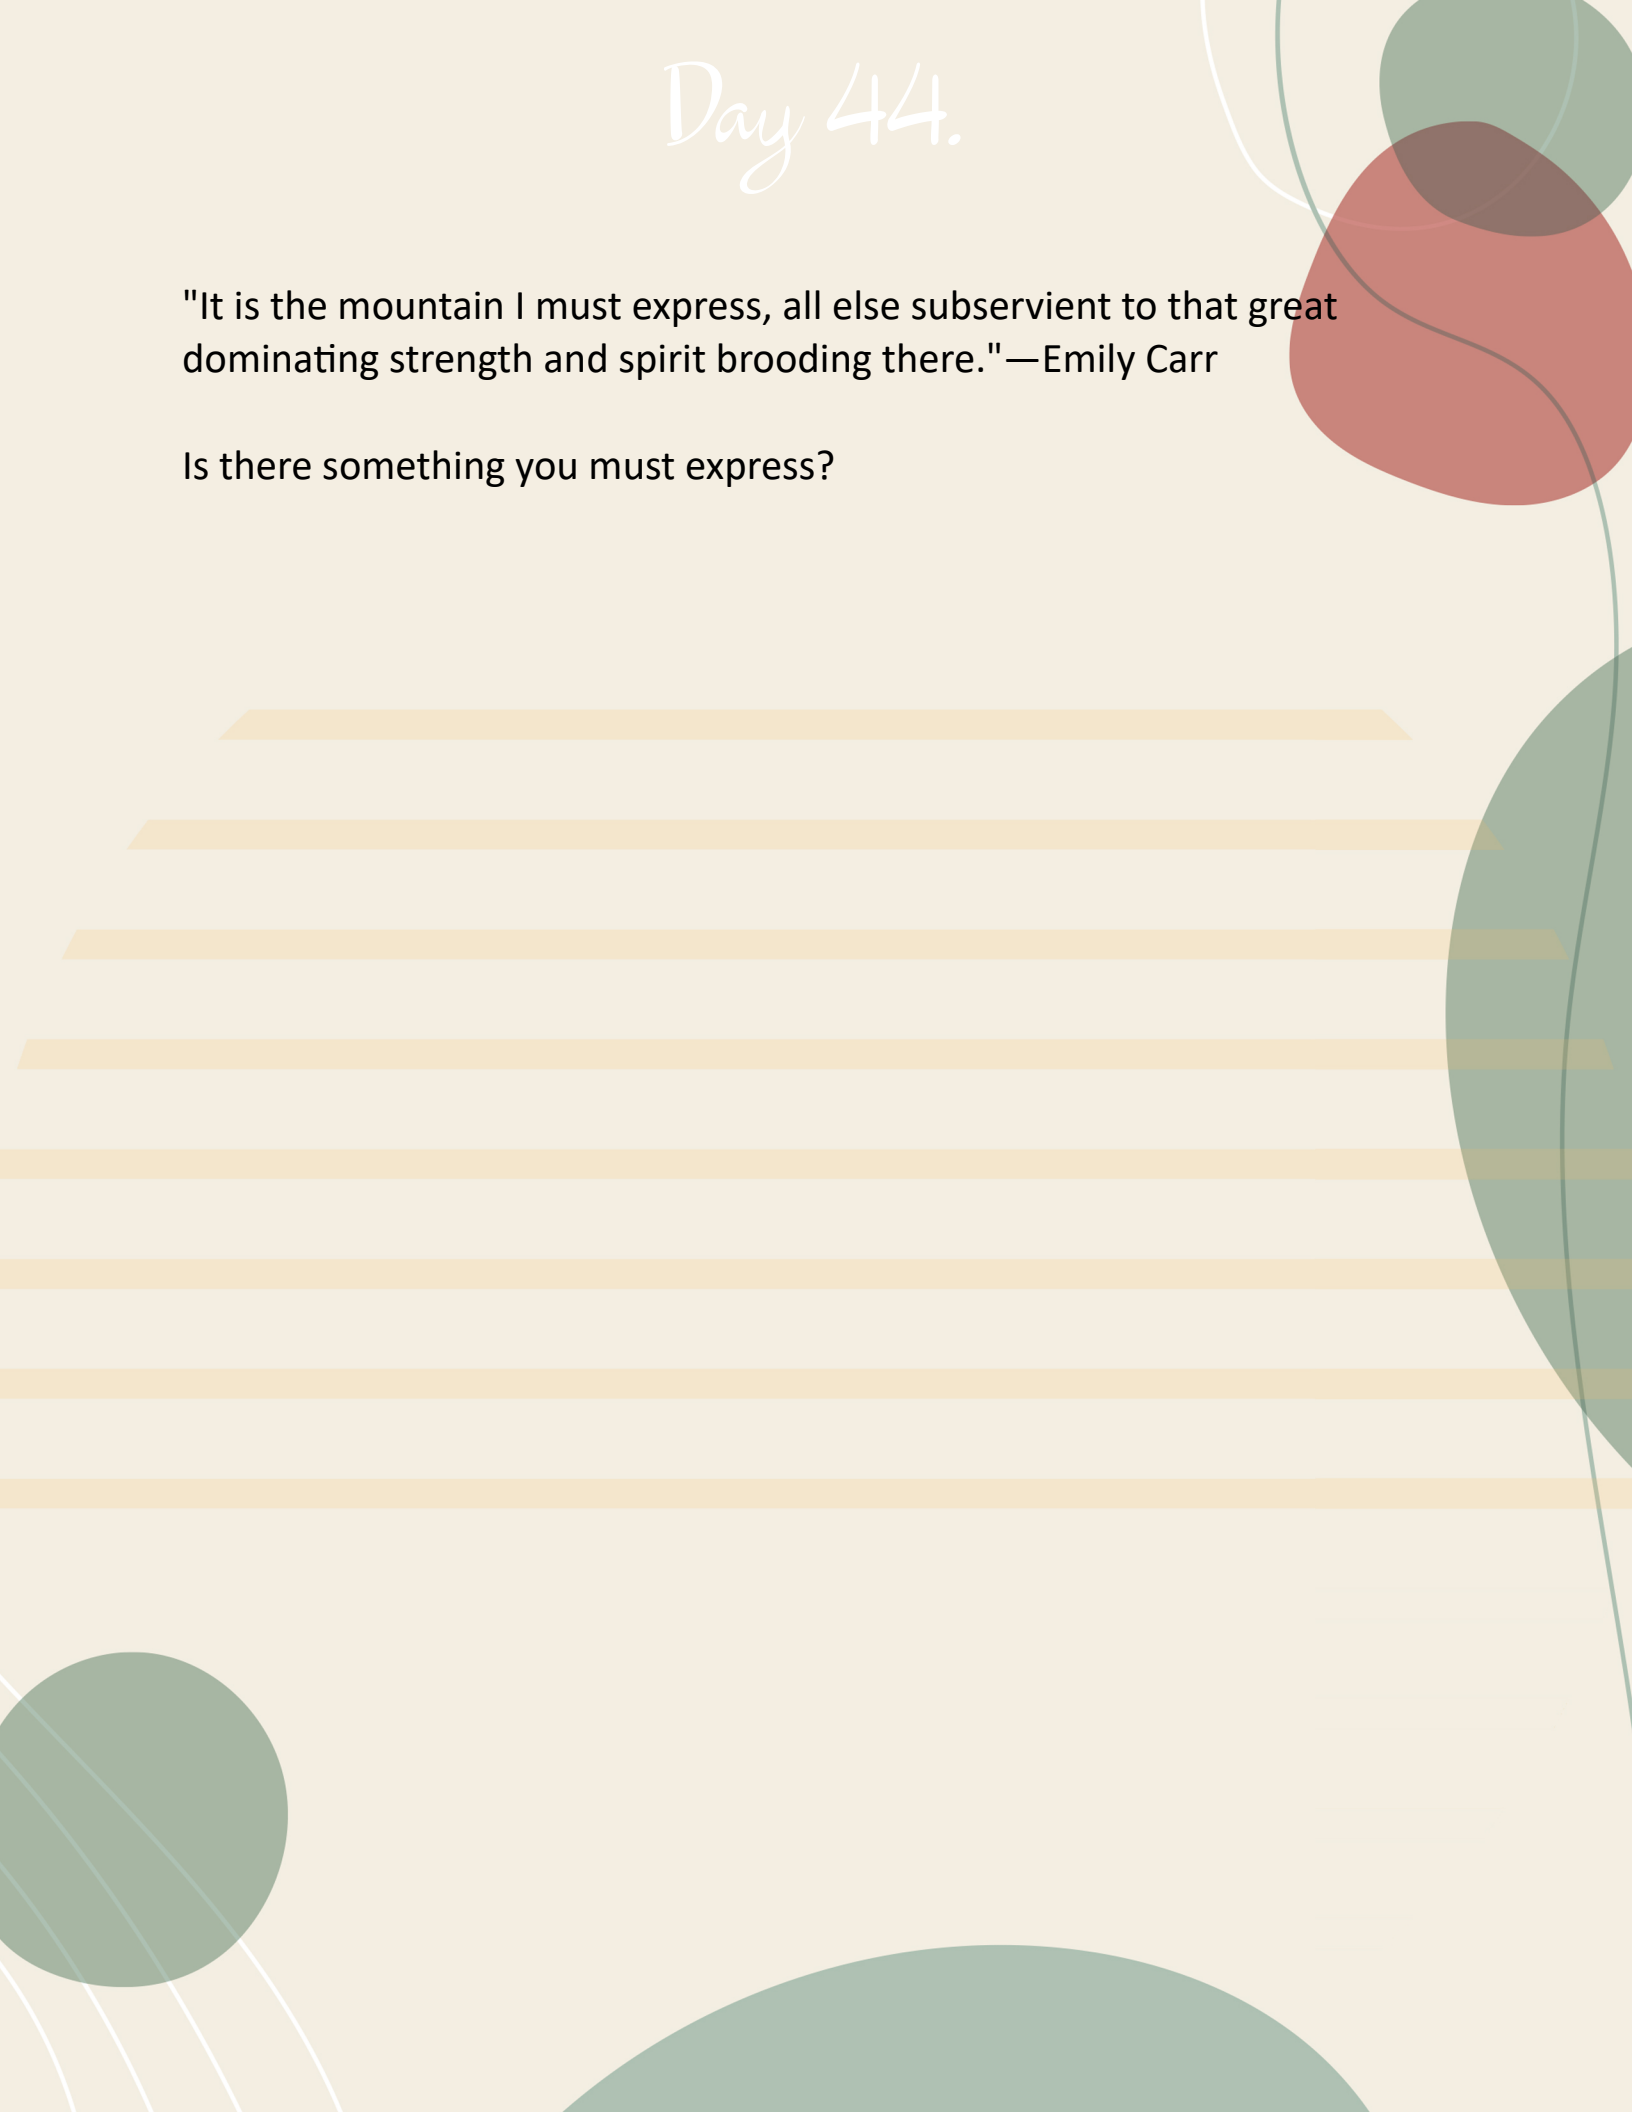 Day 44.
"It is the mountain I must express, all else subservient to that great
dominating strength and spirit brooding there."—Emily Carr
Is there something you must express?